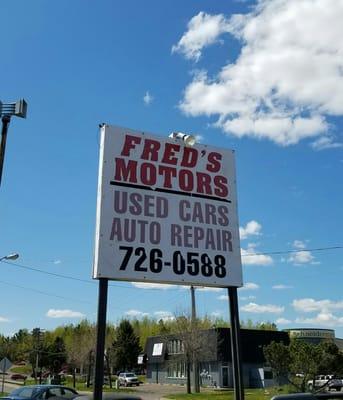 FRED'S
MOTORS
USED CARS
AUTO REPAIR
726-0588